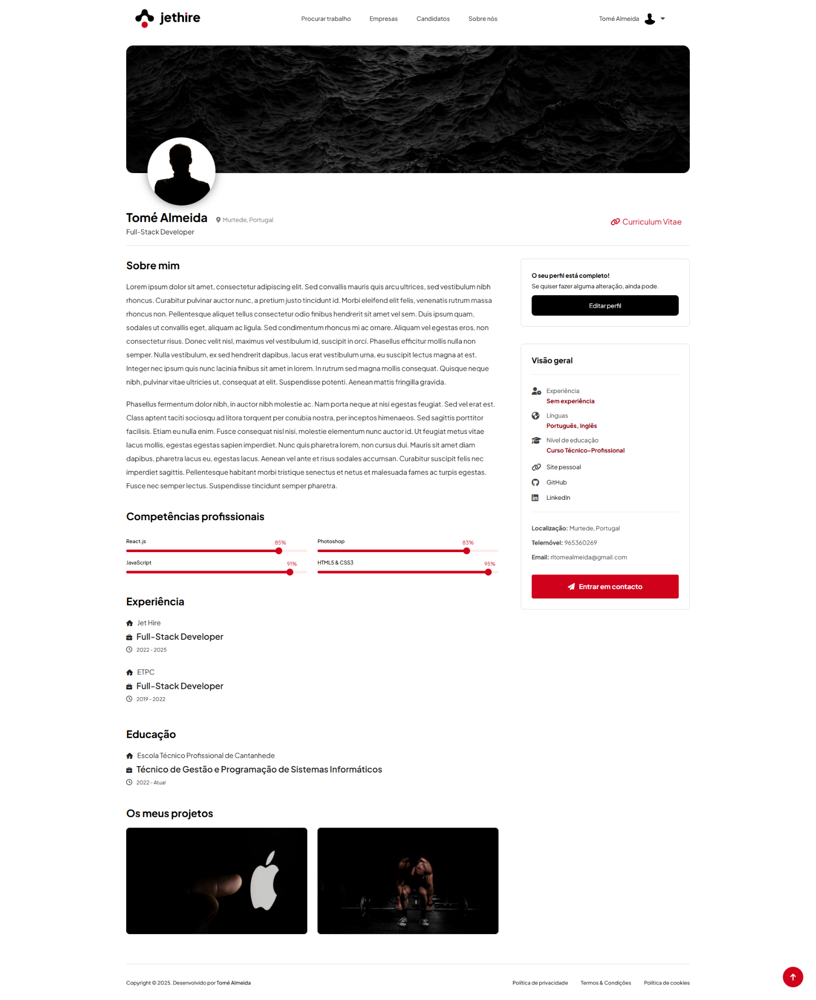 jethire
Procurar trabalho
Empresas
Candidatos
Sobre nós
Tomé Almeida
Tomé Almeida
Murtede, Portugal
Full-Stack Developer
Curriculum Vitae
Sobre mim
Lorem ipsum dolor sit amet, consectetur adipiscing elit. Sed convallis mauris quis arcu ultrices, sed vestibulum nibh
rhoncus. Curabitur pulvinar auctor nunc, a pretium justo tincidunt id. Morbi eleifend elit felis, venenatis rutrum massa
rhoncus non. Pellentesque aliquet tellus consectetur odio finibus hendrerit sit amet vel sem. Duis ipsum quam,
sodales ut convallis eget, aliquam ac ligula. Sed condimentum rhoncus mi ac ornare. Aliquam vel egestas eros, non
consectetur risus. Donec velit nisl, maximus vel vestibulum id, suscipit in orci. Phasellus efficitur mollis nulla non
semper. Nulla vestibulum, ex sed hendrerit dapibus, lacus erat vestibulum urna, eu suscipit lectus magna at est.
Integer nec ipsum quis nunc lacinia finibus sit amet in lorem. In rutrum sed magna mollis consequat. Quisque neque
nibh, pulvinar vitae ultricies ut, consequat at elit. Suspendisse potenti. Aenean mattis fringilla gravida.
Phasellus fermentum dolor nibh, in auctor nibh molestie ac. Nam porta neque at nisi egestas feugiat. Sed vel erat est.
Class aptent taciti sociosqu ad litora torquent per conubia nostra, per inceptos himenaeos. Sed sagittis porttitor
facilisis. Etiam eu nulla enim. Fusce consequat nisl nisi, molestie elementum nunc auctor id. Ut feugiat metus vitae
lacus mollis, egestas egestas sapien imperdiet. Nunc quis pharetra lorem, non cursus dui. Mauris sit amet diam
dapibus, pharetra lacus eu, egestas lacus. Aenean vel ante et risus sodales accumsan. Curabitur suscipit felis nec
imperdiet sagittis. Pellentesque habitant morbi tristique senectus et netus et malesuada fames ac turpis egestas.
Fusce nec semper lectus. Suspendisse tincidunt semper pharetra.
Competências profissionais
React.js
85%
Photoshop
83%
JavaScript
91%
HTML5 & CSS3
95%
Experiência
Jet Hire
Full-Stack Developer
2022 - 2025
ETPC
Full-Stack Developer
2019 - 2022
Educação
Escola Técnico Profissional de Cantanhede
Técnico de Gestão e Programação de Sistemas Informáticos
2022 - Atual
Os meus projetos
O seu perfil está completo!
Se quiser fazer alguma alteração, ainda pode.
Editar perfil
Visão geral
Experiência
Sem experiência
Línguas
Português, Inglês
Nível de educação
Curso Técnico-Profissional
Site pessoal
GitHub
LinkedIn
Localização: Murtede, Portugal
Telemóvel: 965360269
Email: rltomealmeida@gmail.com
Entrar em contacto
Copyright © 2025. Desenvolvido por Tomé Almeida
Política de privacidade
Termos & Condições
Política de cookies